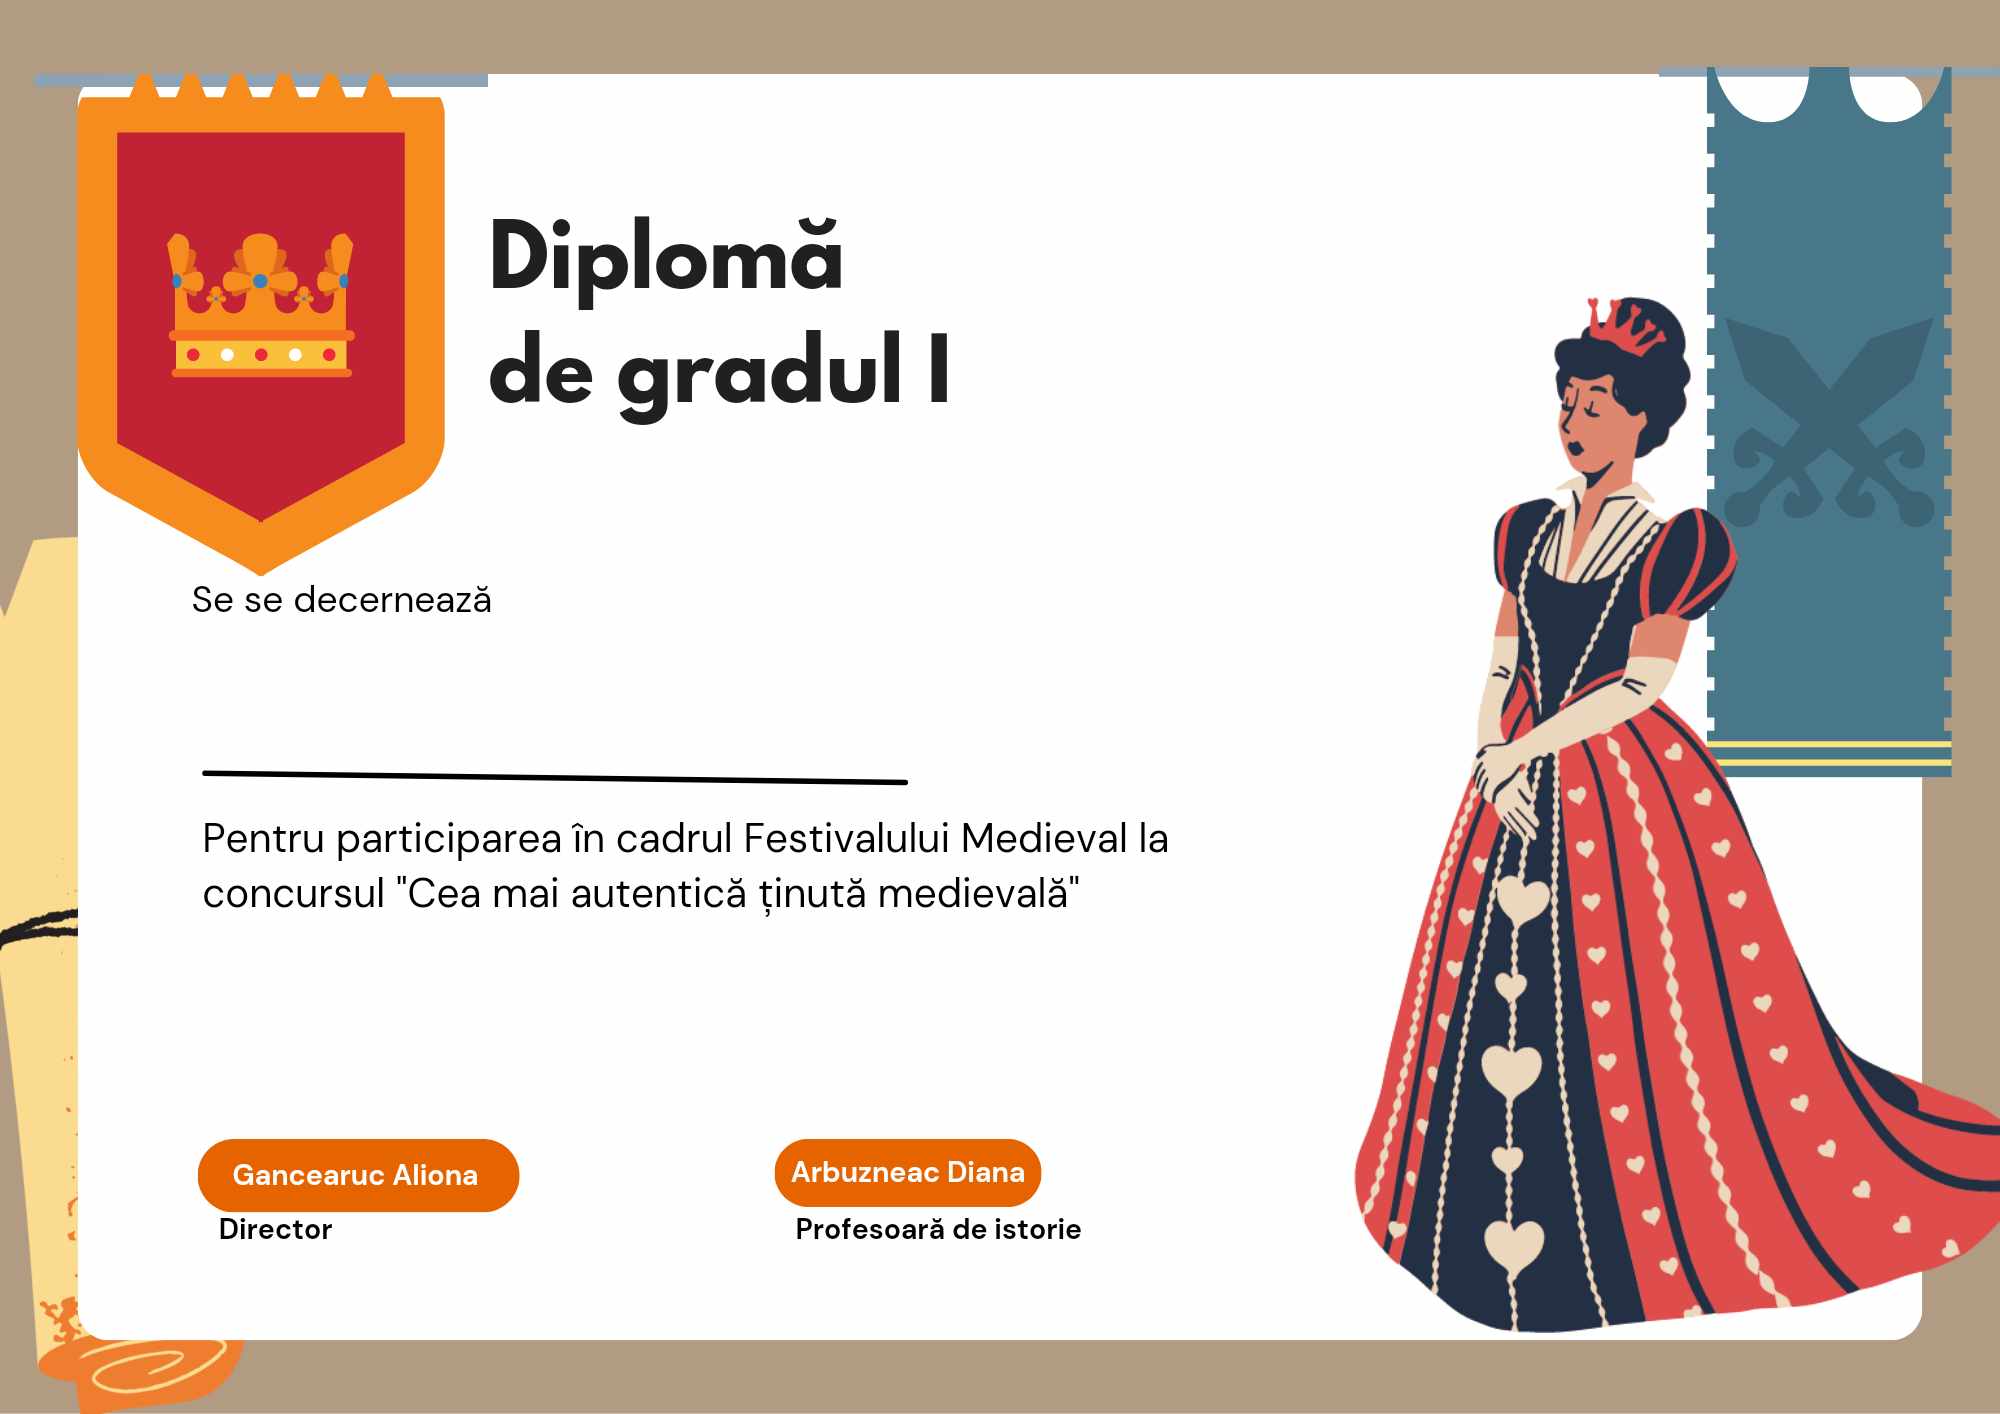 Diplomă
de gradul I
Se se decernează
Pentru participarea în cadrul Festivalului Medieval la
concursul "Cea mai autentică ținută medievală"
Gancearuc Aliona
Arbuzneac Diana
Director
Profesoară de istorie